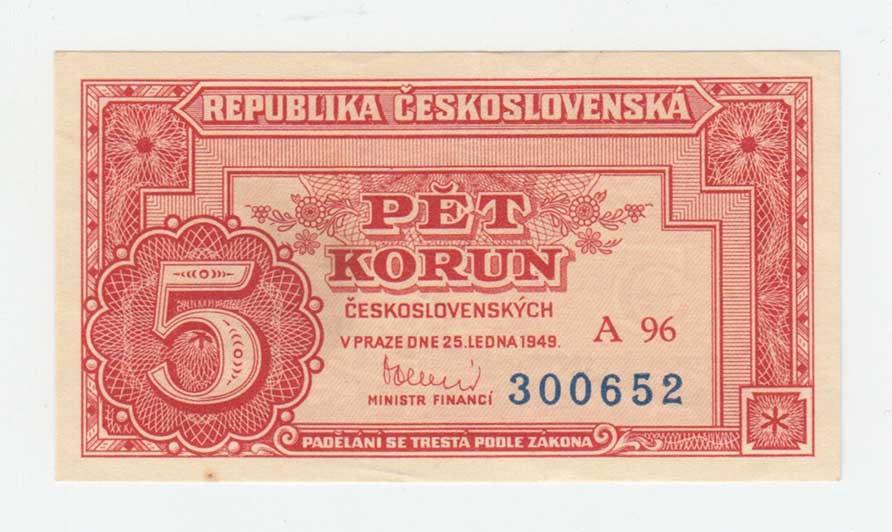 REPUBLIKA ČESKOSLOVENSKÁ
PĚT
KORUN
ČESKOSLOVENSKÝCH
V PRAZE DNE 25. LEDNA 1949.
A 96
5
MINISTR FINANCÍ
300652
PADĚLÁNÍ SE TRESTÁ PODLE ZÁKONA